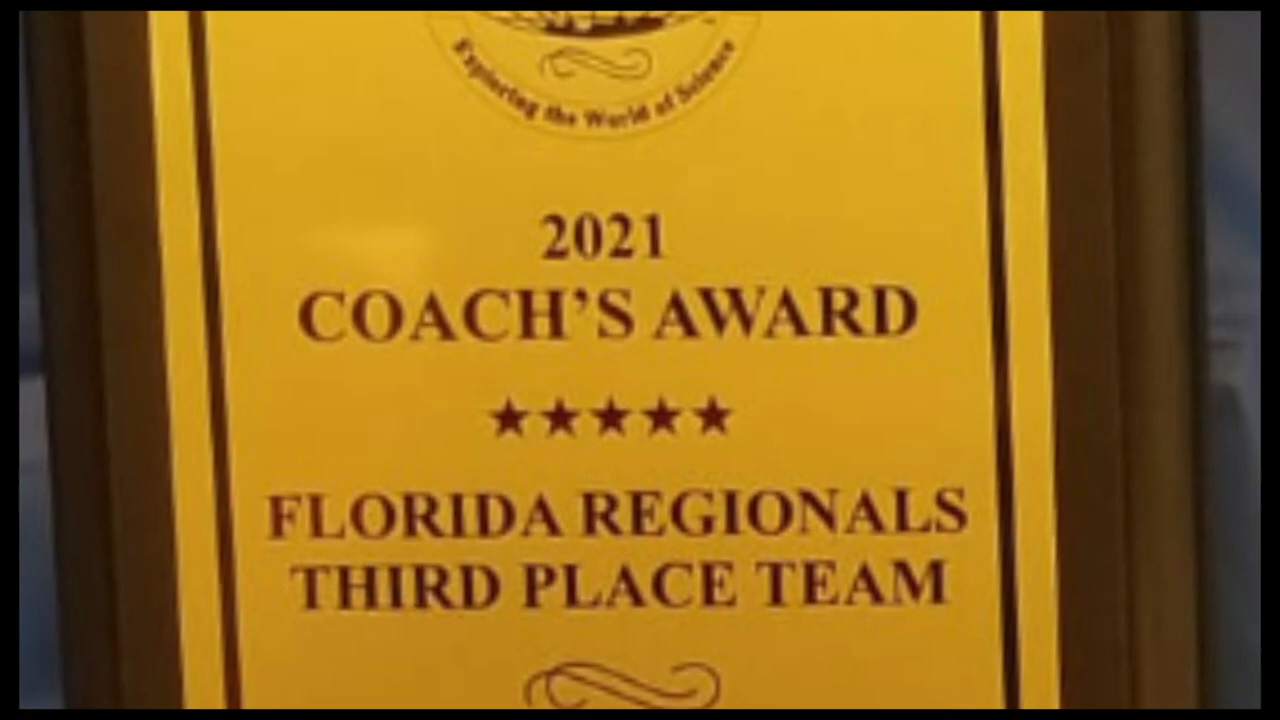 Exploring the World of Science
2021
COACH'S AWARD
★★★★★
FLORIDA REGIONALS
THIRD PLACE TEAM